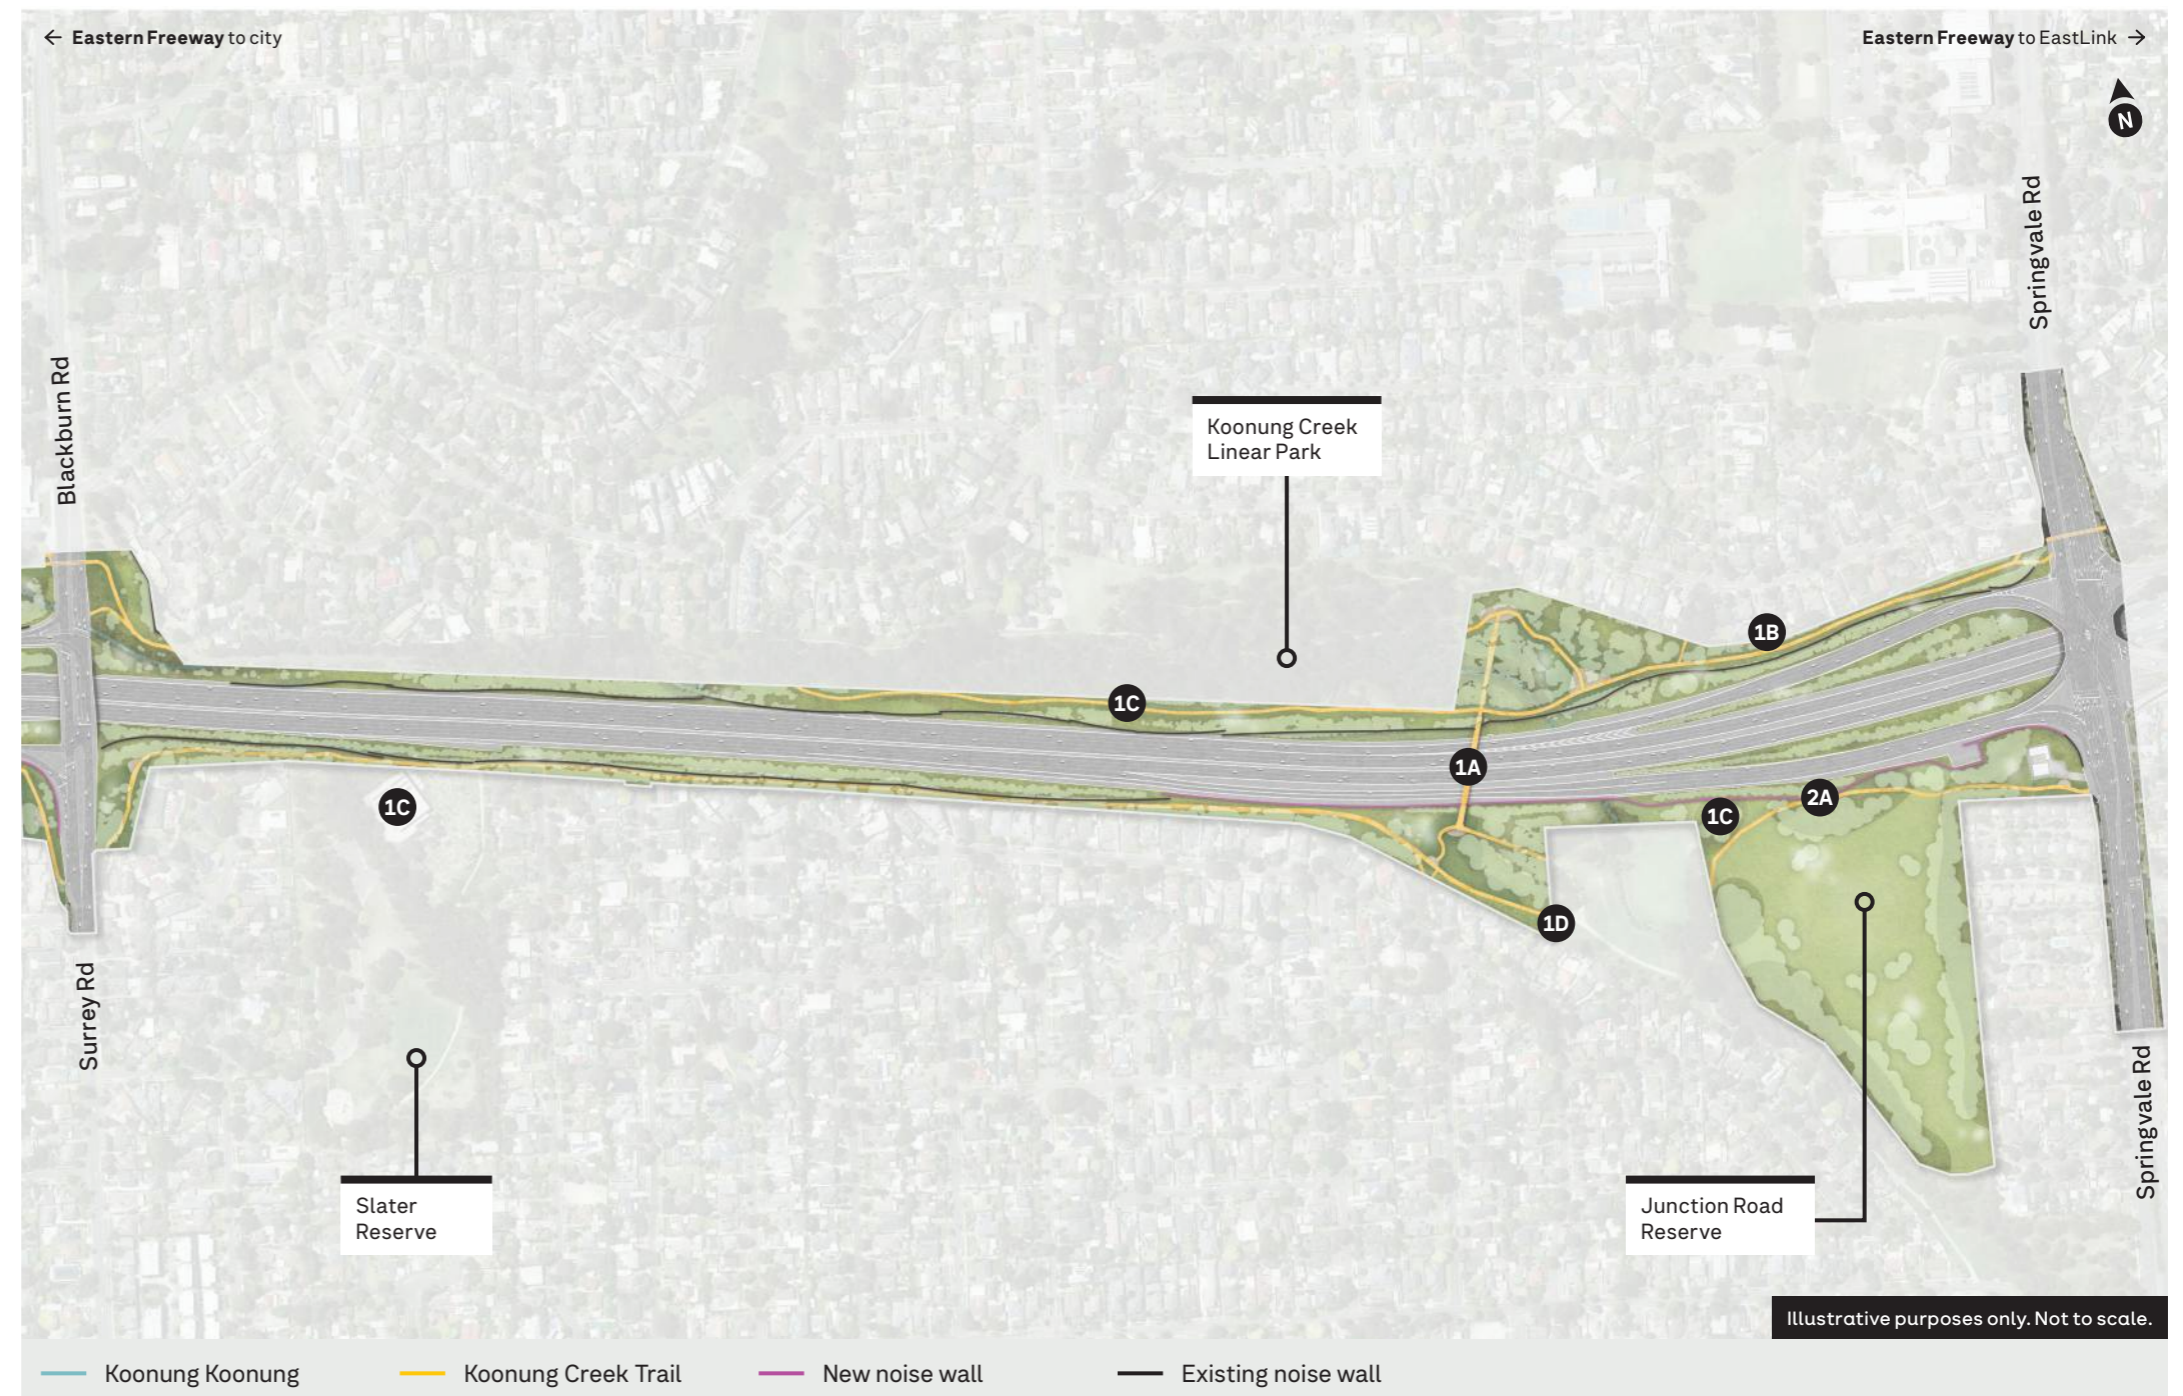 ← Eastern Freeway to city
Eastern Freeway to EastLink →
N
Springvale Rd
Blackburn Rd
Koonung Creek
Linear Park
1B
1C
1A
2A
1C
1C
1D
Surrey Rd
Springvale Rd
Slater
Reserve
Junction Road
Reserve
Illustrative purposes only. Not to scale.
Koonung Koonung
Koonung Creek Trail
New noise wall
Existing noise wall